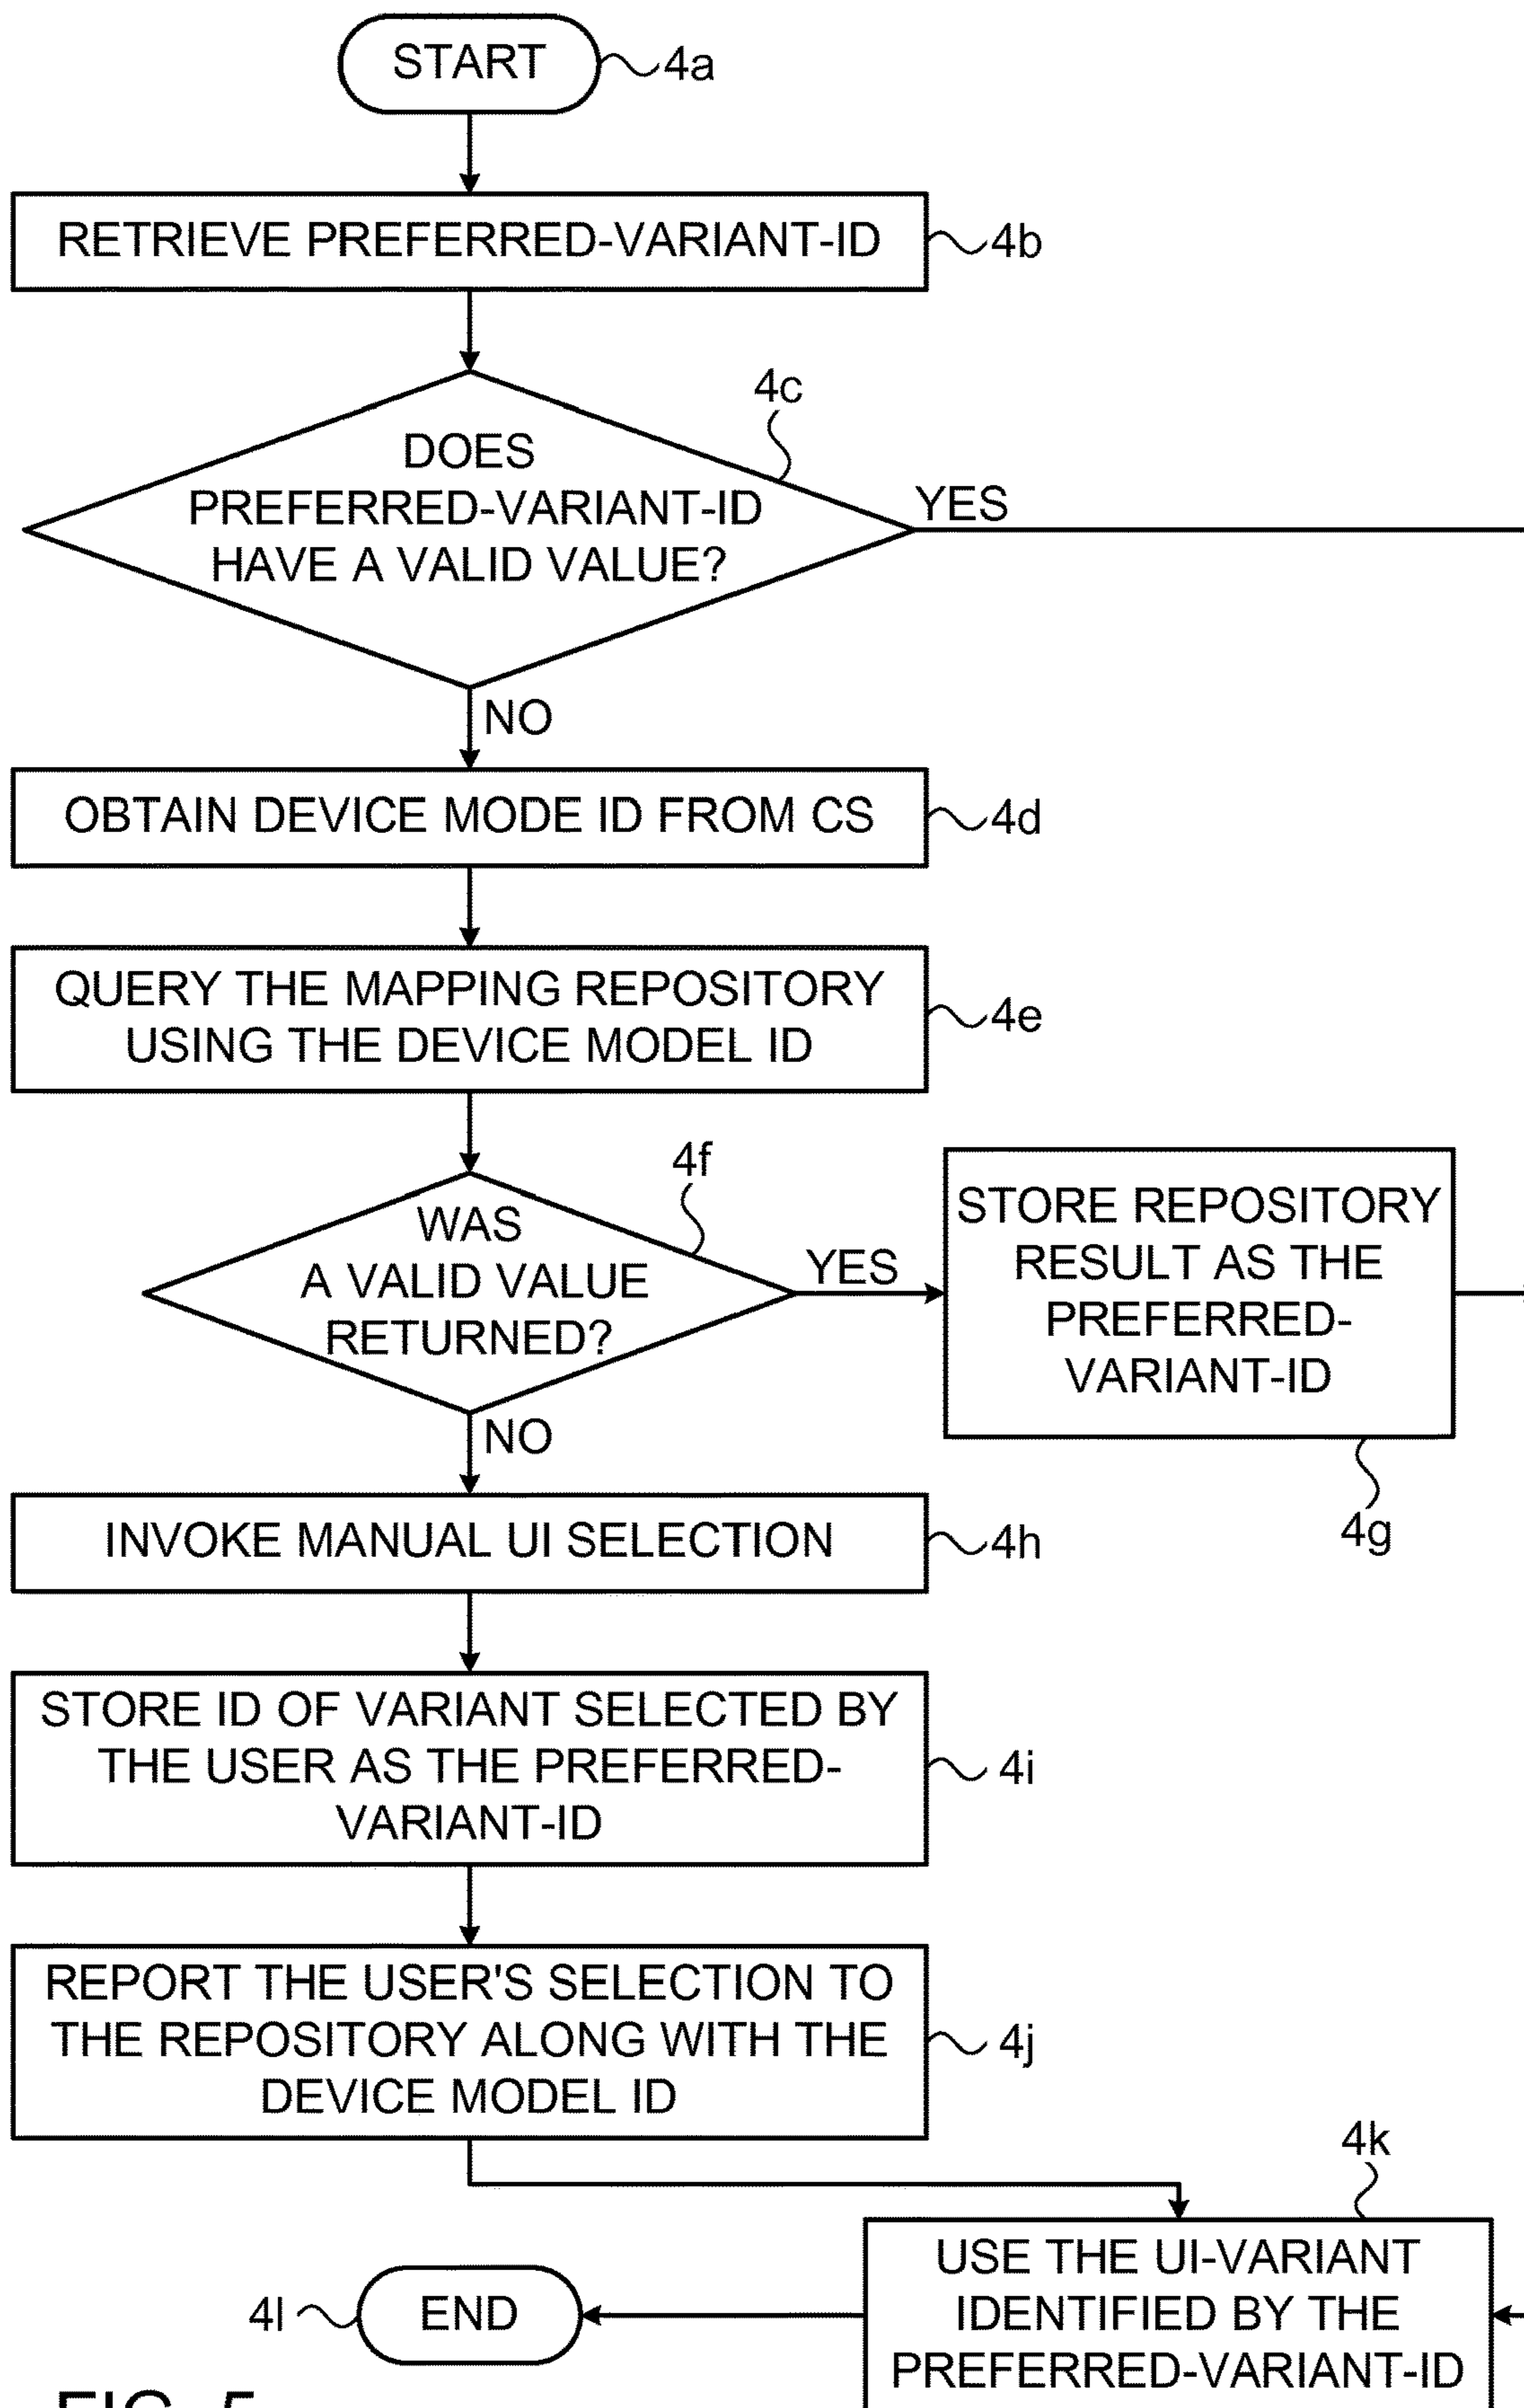 START
4a
RETRIEVE PREFERRED-VARIANT-ID
4b
4c
DOES
PREFERRED-VARIANT-ID
HAVE A VALID VALUE?
YES
NO
OBTAIN DEVICE MODE ID FROM CS
4d
QUERY THE MAPPING REPOSITORY
USING THE DEVICE MODEL ID
4e
4f
WAS
A VALID VALUE
RETURNED?
YES
STORE REPOSITORY
RESULT AS THE
PREFERRED-
VARIANT-ID
4g
NO
INVOKE MANUAL UI SELECTION
4h
STORE ID OF VARIANT SELECTED BY
THE USER AS THE PREFERRED-
VARIANT-ID
4i
REPORT THE USER'S SELECTION TO
THE REPOSITORY ALONG WITH THE
DEVICE MODEL ID
4j
4k
USE THE UI-VARIANT
IDENTIFIED BY THE
PREFERRED-VARIANT-ID
4l
END
FIG. 5